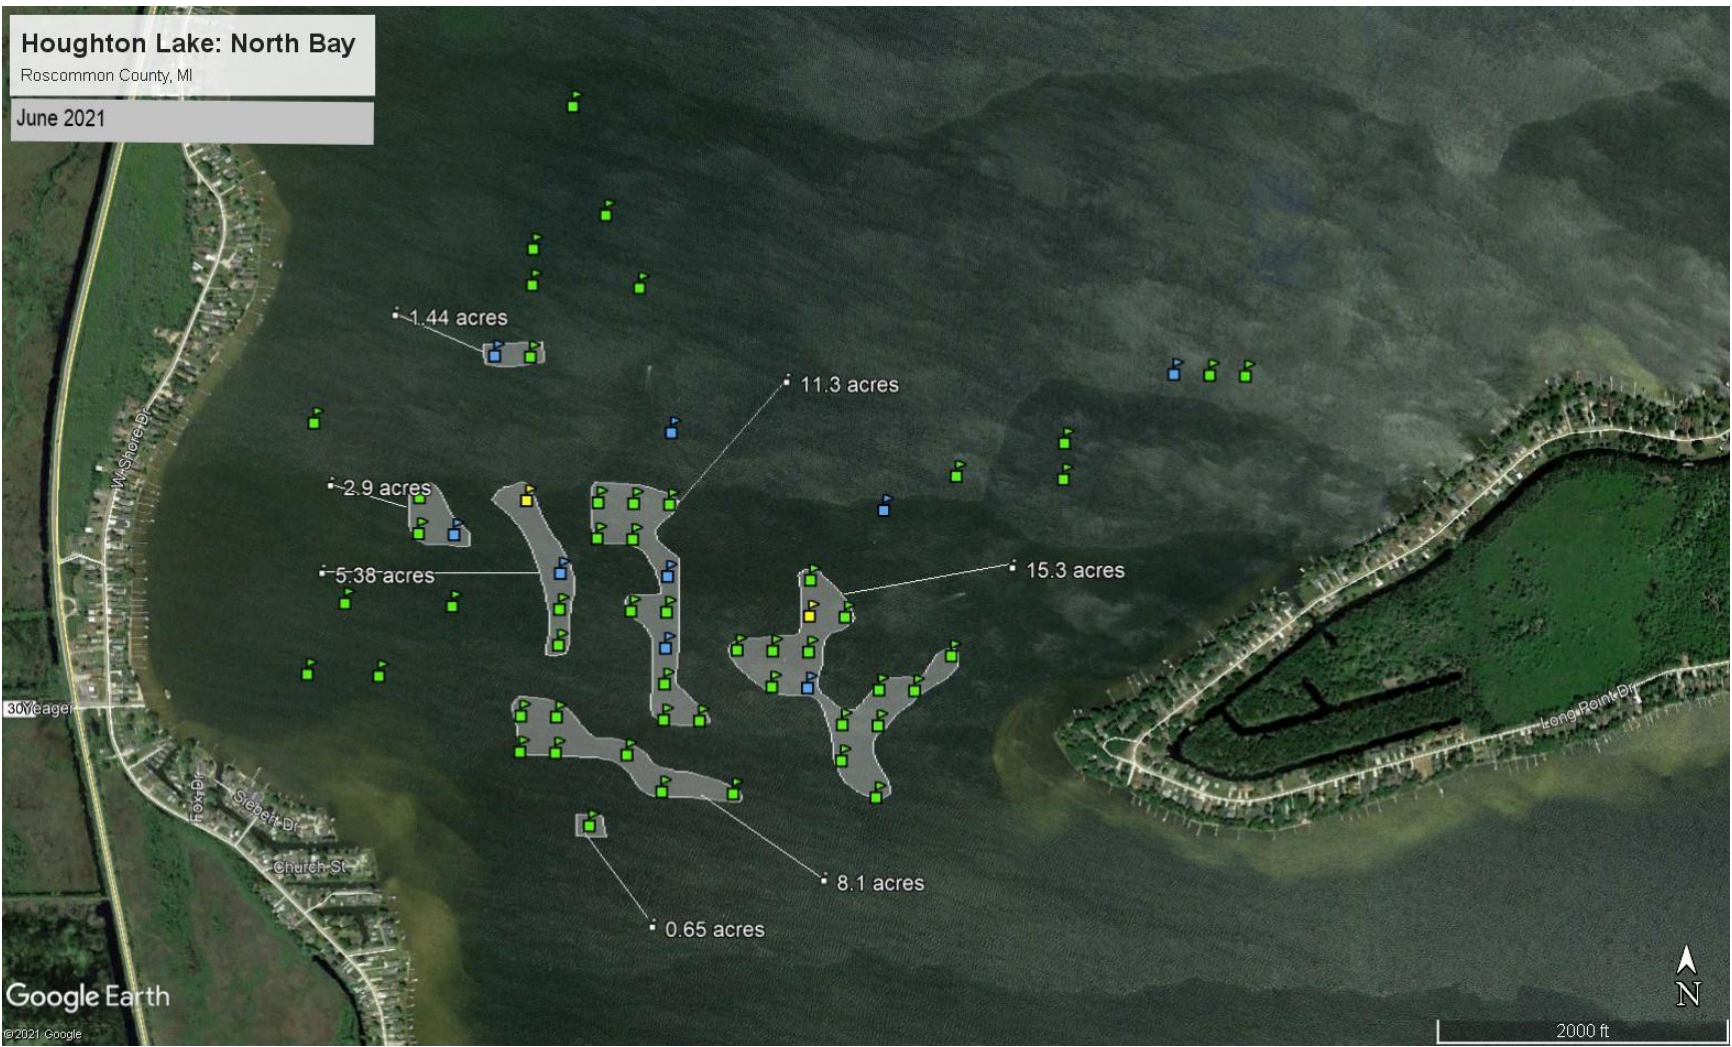 Houghton Lake: North Bay
Roscommon County, MI
June 2021
1.44 acres
11.3 acres
W Shore Dr
2.9 acres
5.38 acres
15.3 acres
30
Yeager
Long Point Dr
Fox Dr
Siebert Dr
Church St
8.1 acres
0.65 acres
Google Earth
©2021 Google
N
2000 ft